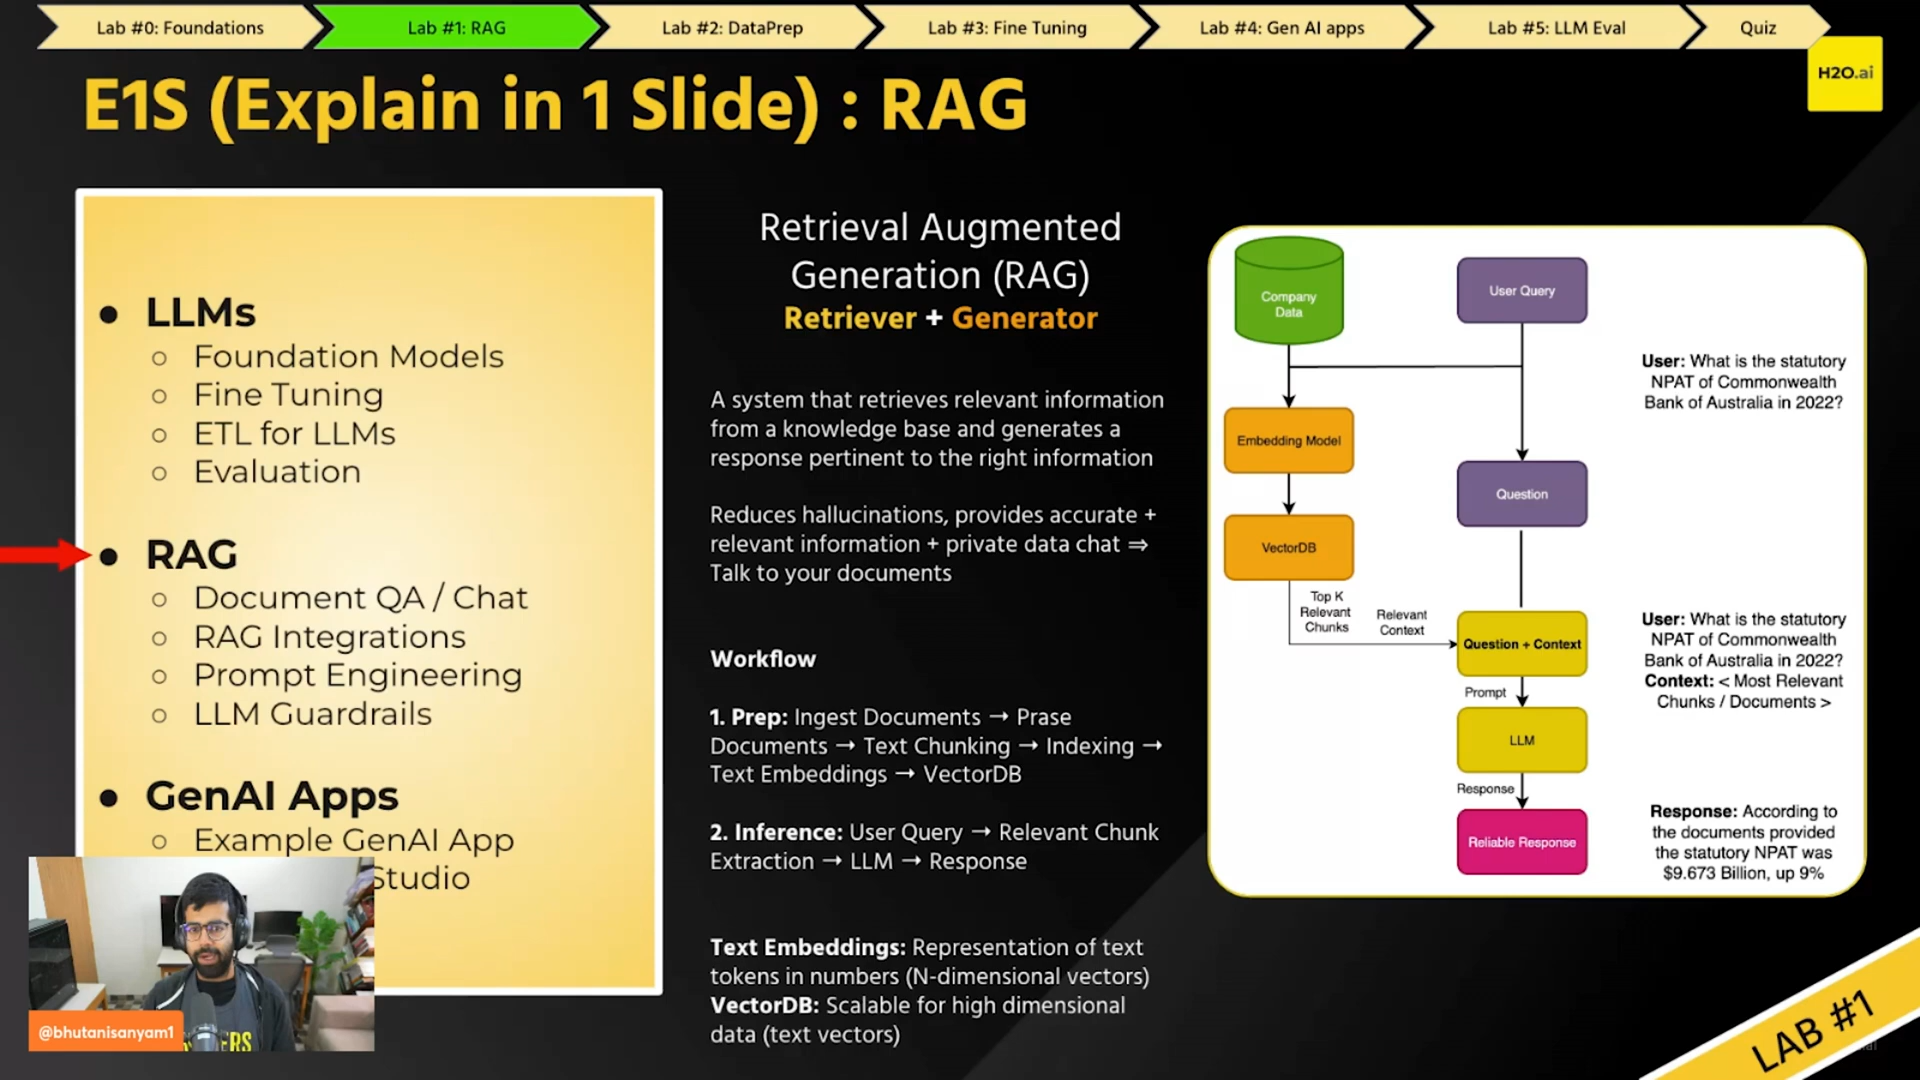 Lab #0: Foundations
Lab #1: RAG
Lab #2: DataPrep
Lab #3: Fine Tuning
Lab #4: Gen AI apps
Lab #5: LLM Eval
Quiz
H2O.ai
E1S (Explain in 1 Slide) : RAG
● LLMs
○ Foundation Models
○ Fine Tuning
○ ETL for LLMs
○ Evaluation
● RAG
○ Document QA / Chat
○ RAG Integrations
○ Prompt Engineering
○ LLM Guardrails
● GenAI Apps
○ Example GenAI App
Studio
@bhutanisanyam1
Retrieval Augmented
Generation (RAG)
Retriever + Generator
A system that retrieves relevant information
from a knowledge base and generates a
response pertinent to the right information
Reduces hallucinations, provides accurate +
relevant information + private data chat ⇒
Talk to your documents
Workflow
1. Prep: Ingest Documents → Prase
Documents → Text Chunking → Indexing →
Text Embeddings → VectorDB
2. Inference: User Query → Relevant Chunk
Extraction → LLM → Response
Text Embeddings: Representation of text
tokens in numbers (N-dimensional vectors)
VectorDB: Scalable for high dimensional
data (text vectors)
Company
Data
User Query
Embedding Model
VectorDB
Question
Top K
Relevant
Chunks
Relevant
Context
Question + Context
Prompt
LLM
Response
Reliable Response
User: What is the statutory
NPAT of Commonwealth
Bank of Australia in 2022?
User: What is the statutory
NPAT of Commonwealth
Bank of Australia in 2022?
Context: < Most Relevant
Chunks / Documents >
Response: According to
the documents provided
the statutory NPAT was
$9.673 Billion, up 9%
LAB #1